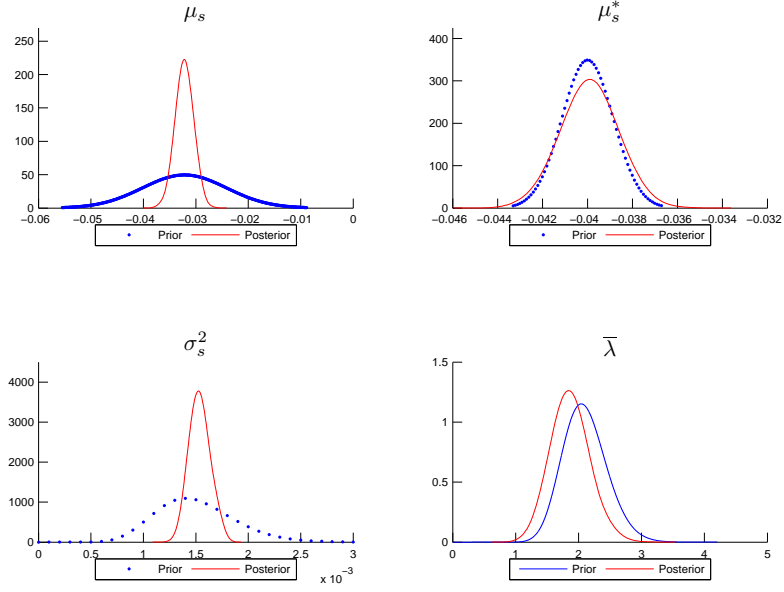 μ_s
250
200
150
100
50
0
−0.06 −0.05 −0.04 −0.03 −0.02 −0.01 0
Prior Posterior
μ_s^*
400
300
200
100
0
−0.046 −0.044 −0.042 −0.04 −0.038 −0.036 −0.034 −0.032
Prior Posterior
σ_s^2
4000
3000
2000
1000
0
0 0.5 1 1.5 2 2.5 3
x 10^−3
Prior Posterior
λ̅
1.5
1
0.5
0
0 1 2 3 4 5
Prior Posterior